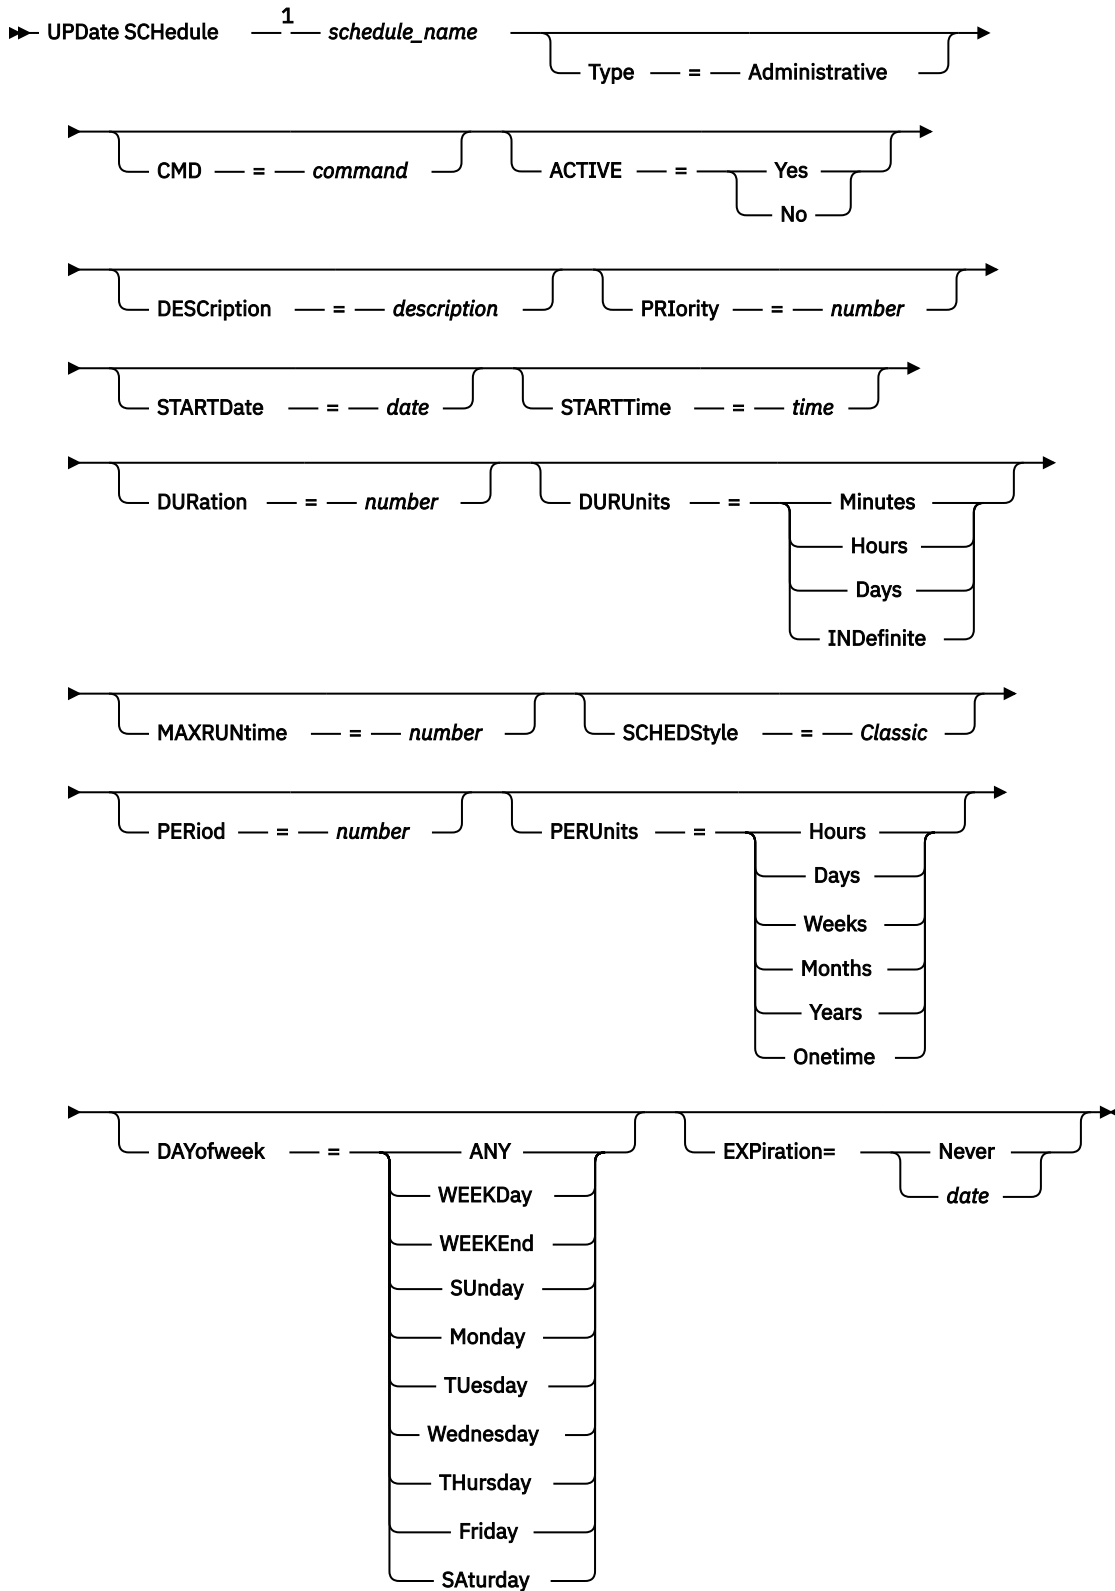 1
UPDate SCHedule schedule_name
Type = Administrative
CMD = command ACTIVE = Yes
No
DESCription = description PRIority = number
STARTDate = date STARTTime = time
DURation = number DURUnits = Minutes
Hours
Days
INDefinite
MAXRUNtime = number SCHEDStyle = Classic
PERiod = number PERUnits = Hours
Days
Weeks
Months
Years
Onetime
DAYofweek = ANY EXPiration= Never
WEEKDay date
WEEKEnd
SUnday
Monday
TUesday
Wednesday
THursday
Friday
SAturday